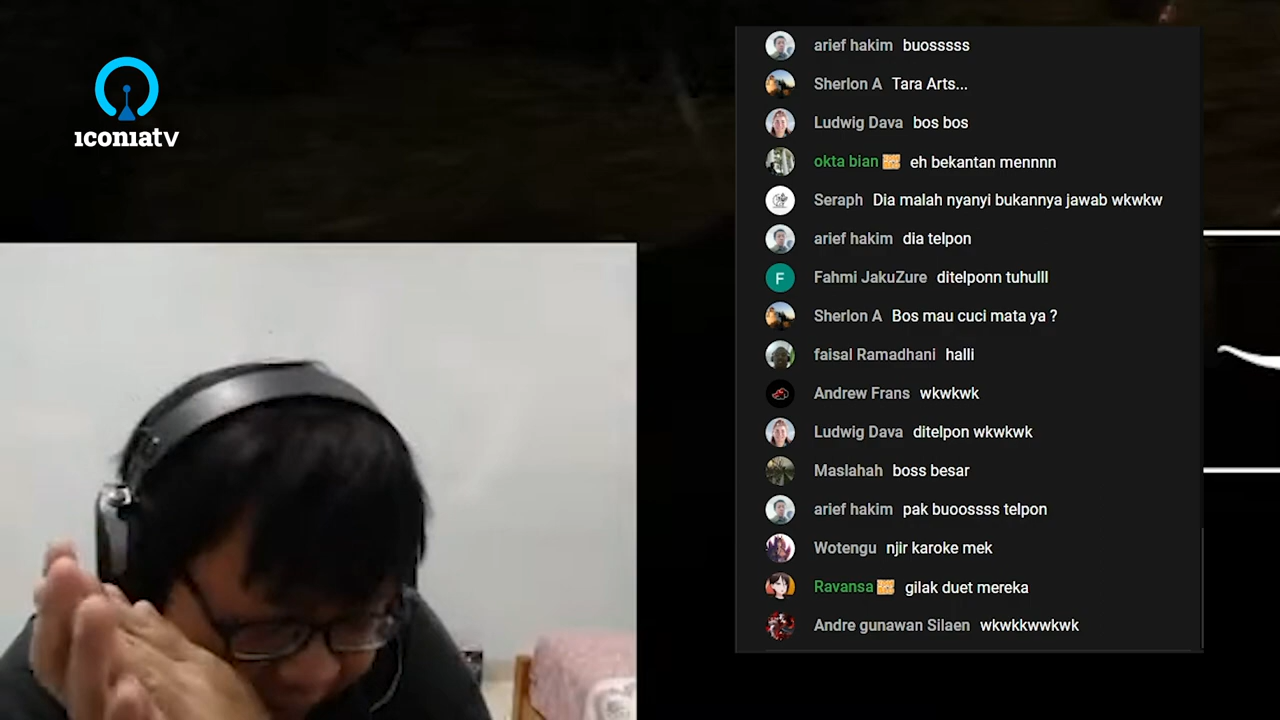 ıconıatv
arief hakim buosssss
Sherlon A Tara Arts...
Ludwig Dava bos bos
okta bian eh bekantan mennnn
Seraph Dia malah nyanyi bukannya jawab wkwkw
arief hakim dia telpon
F Fahmi JakuZure ditelponn tuhulll
Sherlon A Bos mau cuci mata ya ?
faisal Ramadhani halli
Andrew Frans wkwkwk
Ludwig Dava ditelpon wkwkwk
Maslahah boss besar
arief hakim pak buoossss telpon
Wotengu njir karoke mek
Ravansa gilak duet mereka
Andre gunawan Silaen wkwkkwwkwk